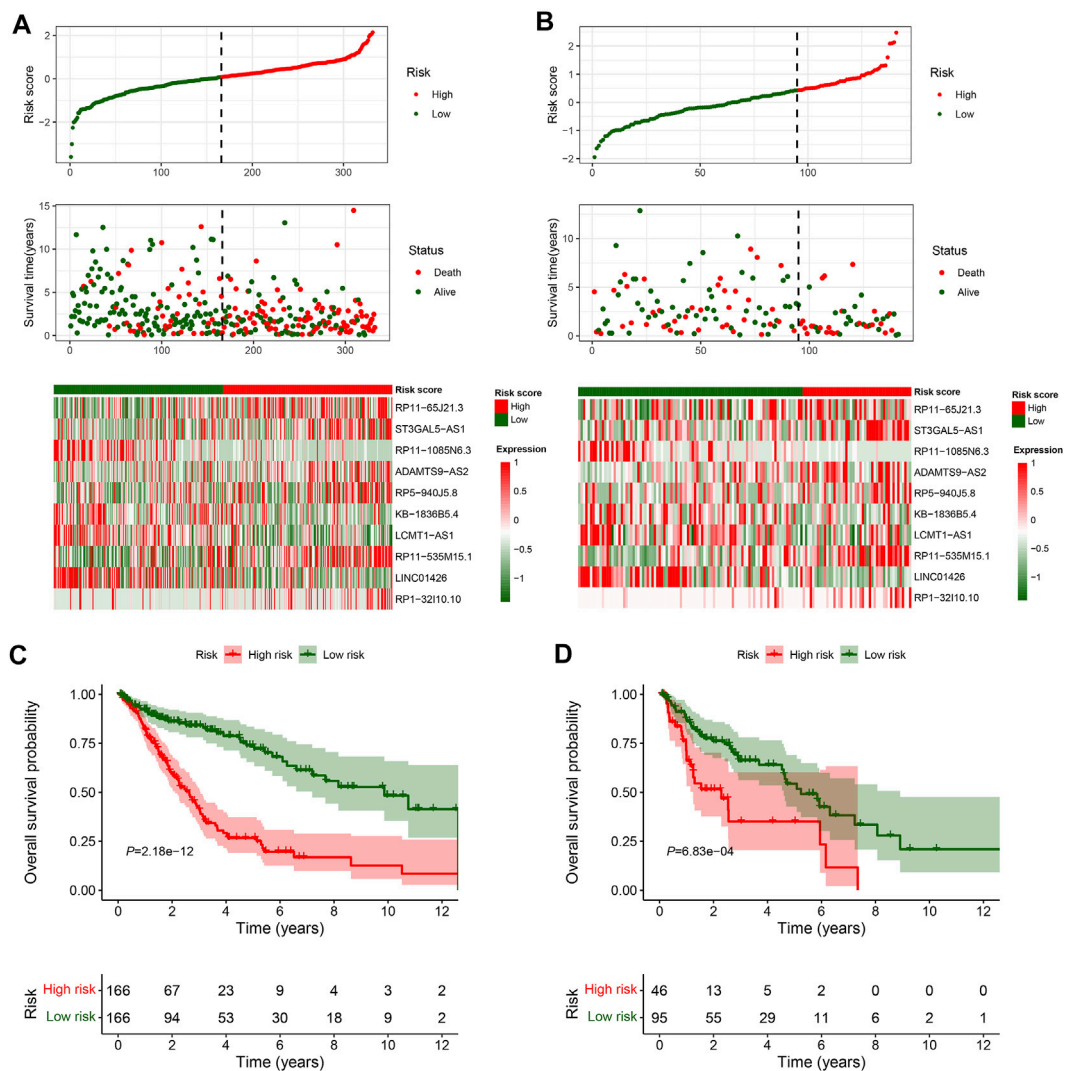 A
Risk score
2
0
−2
0 100 200 300
Risk
High
Low
Survival time(years)
15
10
5
0
0 100 200 300
Status
Death
Alive
Risk score
RP11−65J21.3
ST3GAL5−AS1
RP11−1085N6.3
ADAMTS9−AS2
RP5−940J5.8
KB−1836B5.4
LCMT1−AS1
RP11−535M15.1
LINC01426
RP1−32I10.10
Risk score
High
Low
Expression
1
0.5
0
−0.5
−1
B
Risk score
2
1
0
−1
−2
0 50 100
Risk
High
Low
Survival time(years)
10
5
0
0 50 100
Status
Death
Alive
Risk score
RP11−65J21.3
ST3GAL5−AS1
RP11−1085N6.3
ADAMTS9−AS2
RP5−940J5.8
KB−1836B5.4
LCMT1−AS1
RP11−535M15.1
LINC01426
RP1−32I10.10
Risk score
High
Low
Expression
1
0.5
0
−0.5
−1
C
Risk High risk Low risk
Overall survival probability
1.00
0.75
0.50
0.25
0.00
P=2.18e−12
0 2 4 6 8 10 12
Time (years)
Risk
High risk 166 67 23 9 4 3 2
Low risk 166 94 53 30 18 9 2
0 2 4 6 8 10 12
Time (years)
D
Risk High risk Low risk
Overall survival probability
1.00
0.75
0.50
0.25
0.00
P=6.83e−04
0 2 4 6 8 10 12
Time (years)
Risk
High risk 46 13 5 2 0 0 0
Low risk 95 55 29 11 6 2 1
0 2 4 6 8 10 12
Time (years)